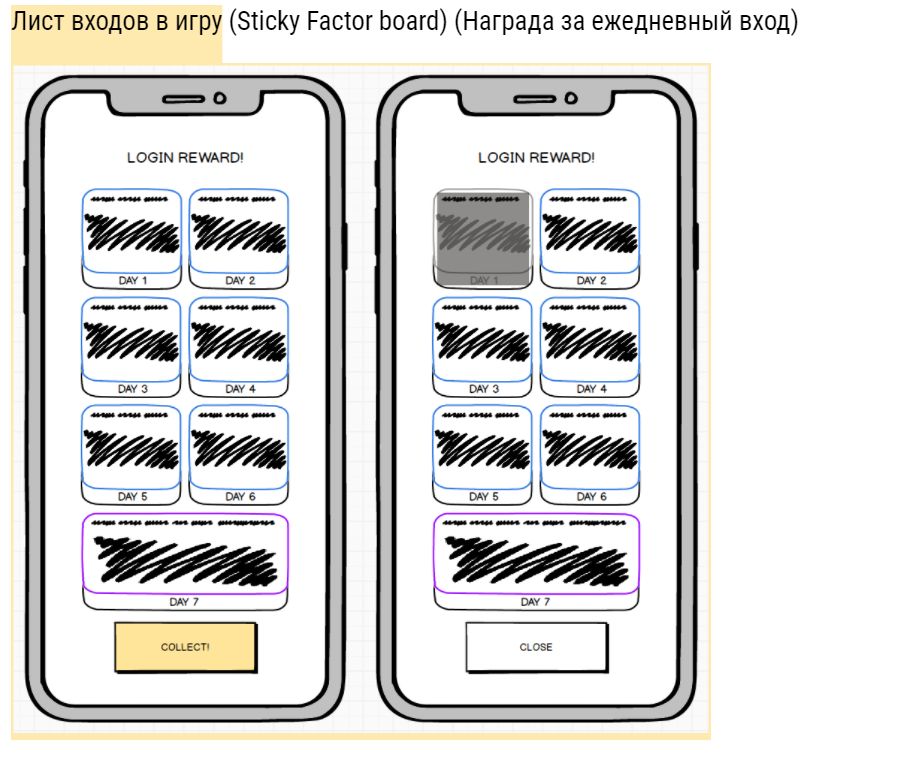 Лист входов в игру (Sticky Factor board) (Награда за ежедневный вход)
LOGIN REWARD!
DAY 1 DAY 2
DAY 3 DAY 4
DAY 5 DAY 6
DAY 7
COLLECT!
LOGIN REWARD!
DAY 1 DAY 2
DAY 3 DAY 4
DAY 5 DAY 6
DAY 7
CLOSE